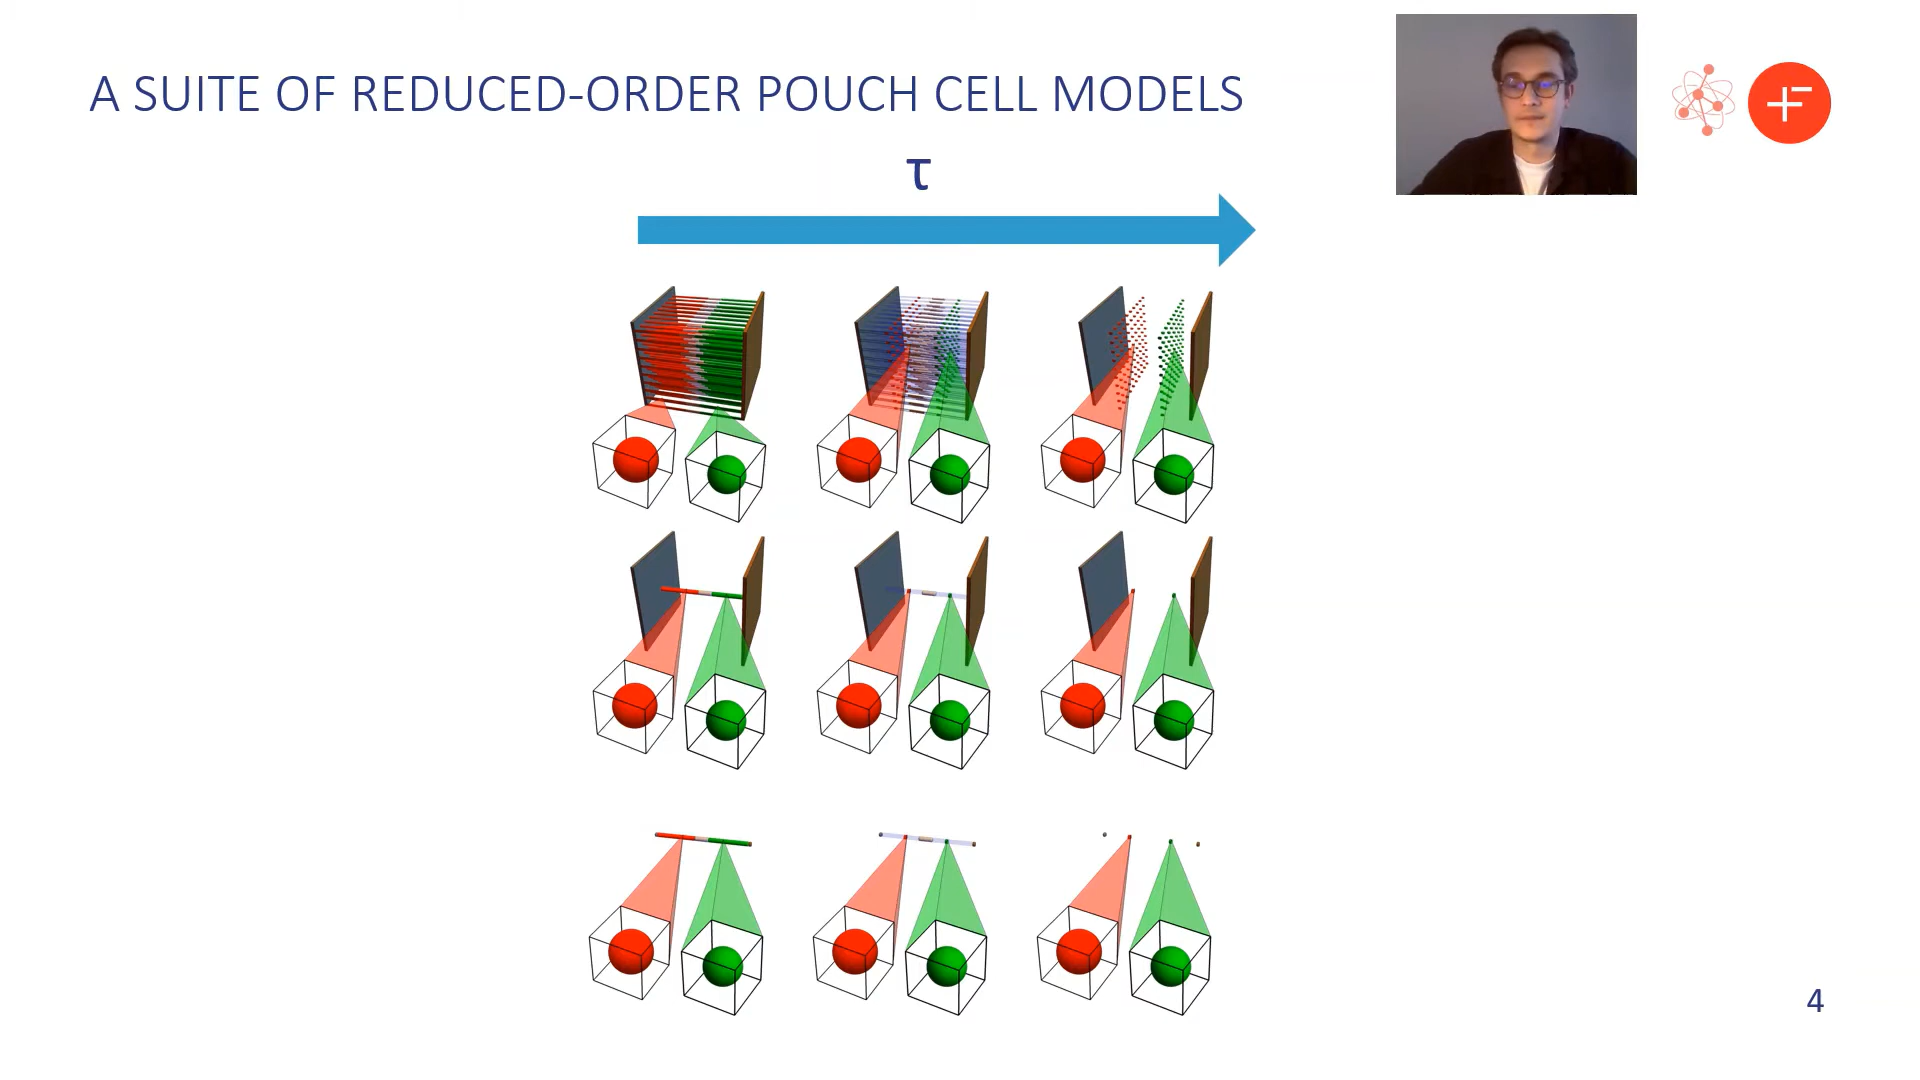 A SUITE OF REDUCED-ORDER POUCH CELL MODELS
τ
4